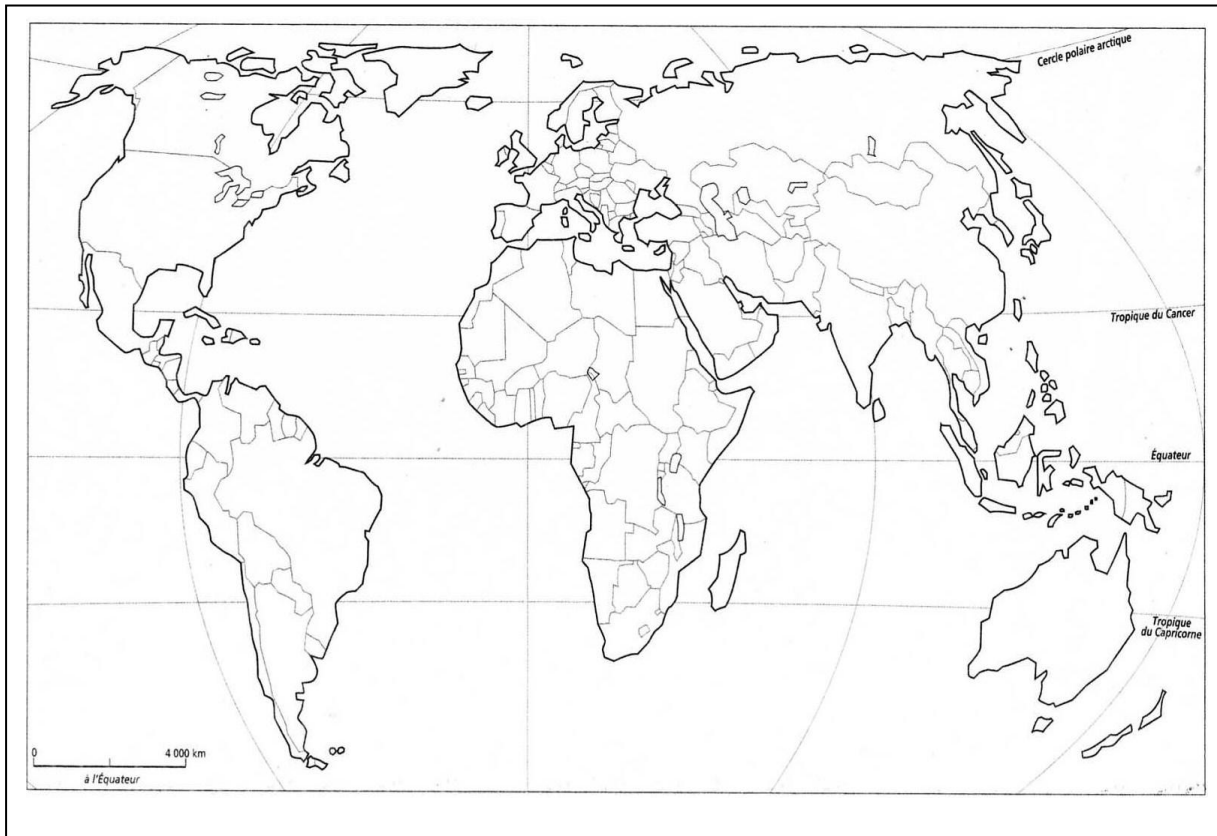 Cercle polaire arctique
Tropique du Cancer
Équateur
Tropique
du Capricorne
0 4 000 km
à l'Équateur